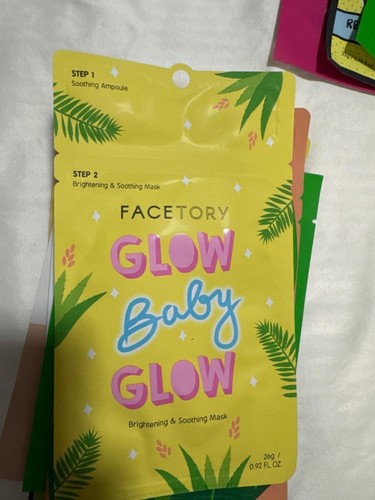 STEP 1
Soothing Ampoule
STEP 2
Brightening & Soothing Mask
FACETORY
GLOW
Baby
GLOW
Brightening & Soothing Mask
26g /
0.92 FL OZ